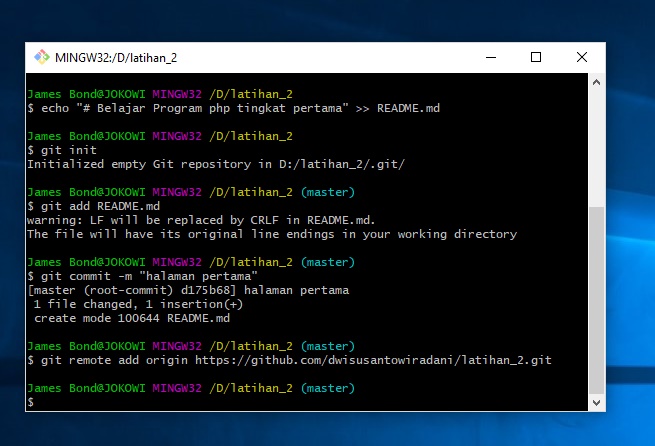 MINGW32:/D/latihan_2
James Bond@JOKOWI MINGW32 /D/latihan_2
$ echo "# Belajar Program php tingkat pertama" >> README.md
James Bond@JOKOWI MINGW32 /D/latihan_2
$ git init
Initialized empty Git repository in D:/latihan_2/.git/
James Bond@JOKOWI MINGW32 /D/latihan_2 (master)
$ git add README.md
warning: LF will be replaced by CRLF in README.md.
The file will have its original line endings in your working directory
James Bond@JOKOWI MINGW32 /D/latihan_2 (master)
$ git commit -m "halaman pertama"
[master (root-commit) d175b68] halaman pertama
1 file changed, 1 insertion(+)
create mode 100644 README.md
James Bond@JOKOWI MINGW32 /D/latihan_2 (master)
$ git remote add origin https://github.com/dwisusantowiradani/latihan_2.git
James Bond@JOKOWI MINGW32 /D/latihan_2 (master)
$